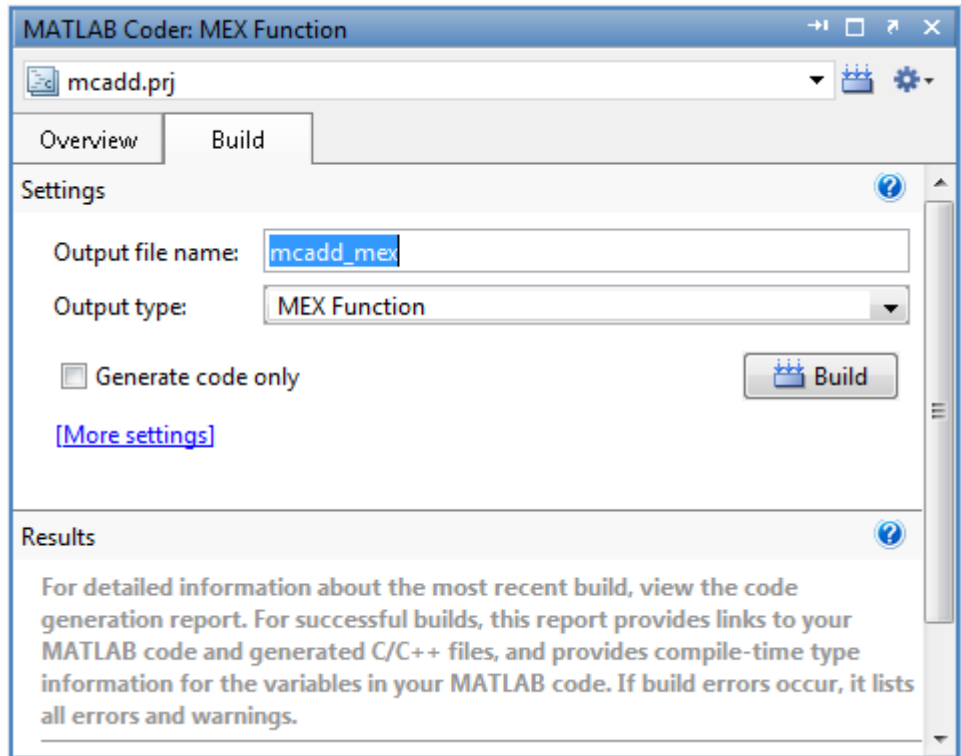 MATLAB Coder: MEX Function
mcadd.prj
Overview Build
Settings
Output file name: mcadd_mex
Output type: MEX Function
Generate code only Build
[More settings]
Results
For detailed information about the most recent build, view the code
generation report. For successful builds, this report provides links to your
MATLAB code and generated C/C++ files, and provides compile-time type
information for the variables in your MATLAB code. If build errors occur, it lists
all errors and warnings.